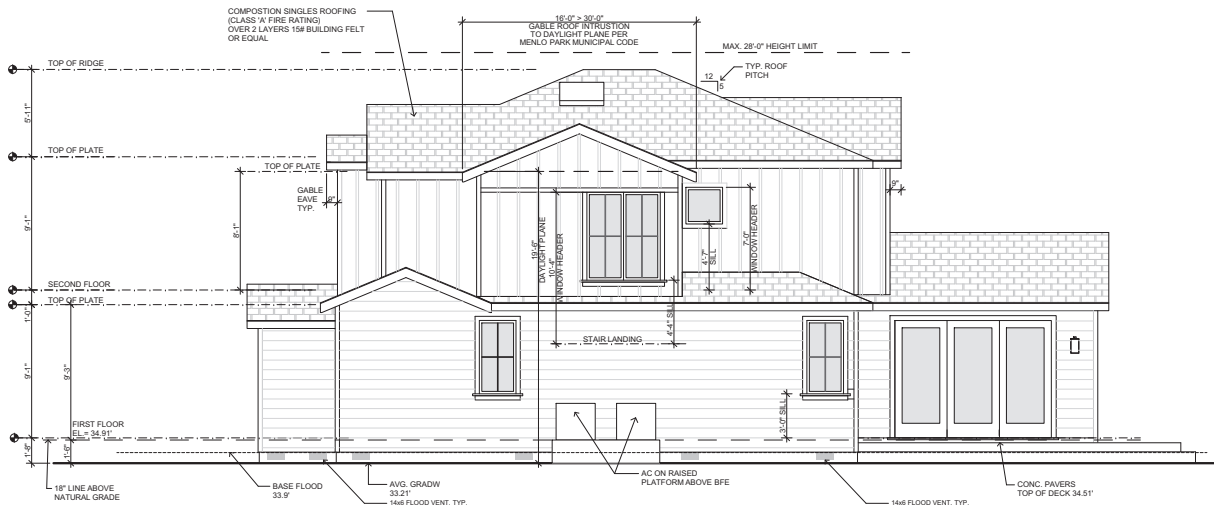 COMPOSTION SINGLES ROOFING
(CLASS 'A' FIRE RATING)
OVER 2 LAYERS 15# BUILDING FELT
OR EQUAL
16'-0" > 30'-0"
GABLE ROOF INTRUSTION
TO DAYLIGHT PLANE PER
MENLO PARK MUNICIPAL CODE
MAX. 28'-0" HEIGHT LIMIT
TOP OF RIDGE
12
5
TYP. ROOF
PITCH
5'-11"
TOP OF PLATE
TOP OF PLATE
GABLE
EAVE
TYP.
9"
9"
9'-1"
8'-1"
19'-6"
DAYLIGHT PLANE
10'-4"
WINDOW HEADER
4'-7"
SILL
7'-0"
WINDOW HEADER
SECOND FLOOR
TOP OF PLATE
1'-0"
4'-4" SILL
STAIR LANDING
9'-1"
9'-3"
3'-0" SILL
FIRST FLOOR
EL.= 34.91'
1'-8"
1'-6"
18" LINE ABOVE
NATURAL GRADE
BASE FLOOD
33.9'
AVG. GRADW
33.21'
14x6 FLOOD VENT. TYP.
AC ON RAISED
PLATFORM ABOVE BFE
14x6 FLOOD VENT. TYP.
CONC. PAVERS
TOP OF DECK 34.51'